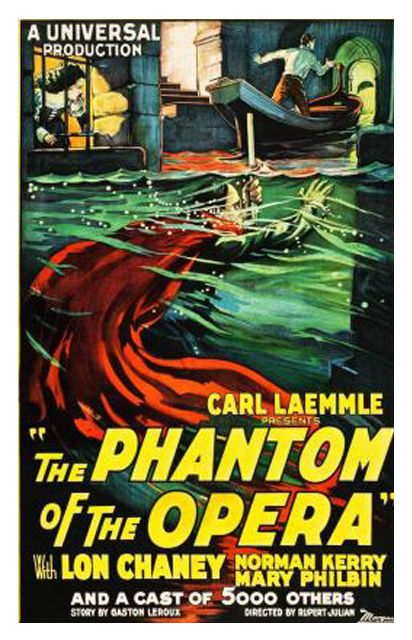 A UNIVERSAL
PRODUCTION
CARL LAEMMLE
PRESENTS
"THE PHANTOM
OF THE OPERA"
With LON CHANEY NORMAN KERRY
MARY PHILBIN
AND A CAST OF 5000 OTHERS
STORY BY GASTON LEROUX DIRECTED BY RUPERT JULIAN